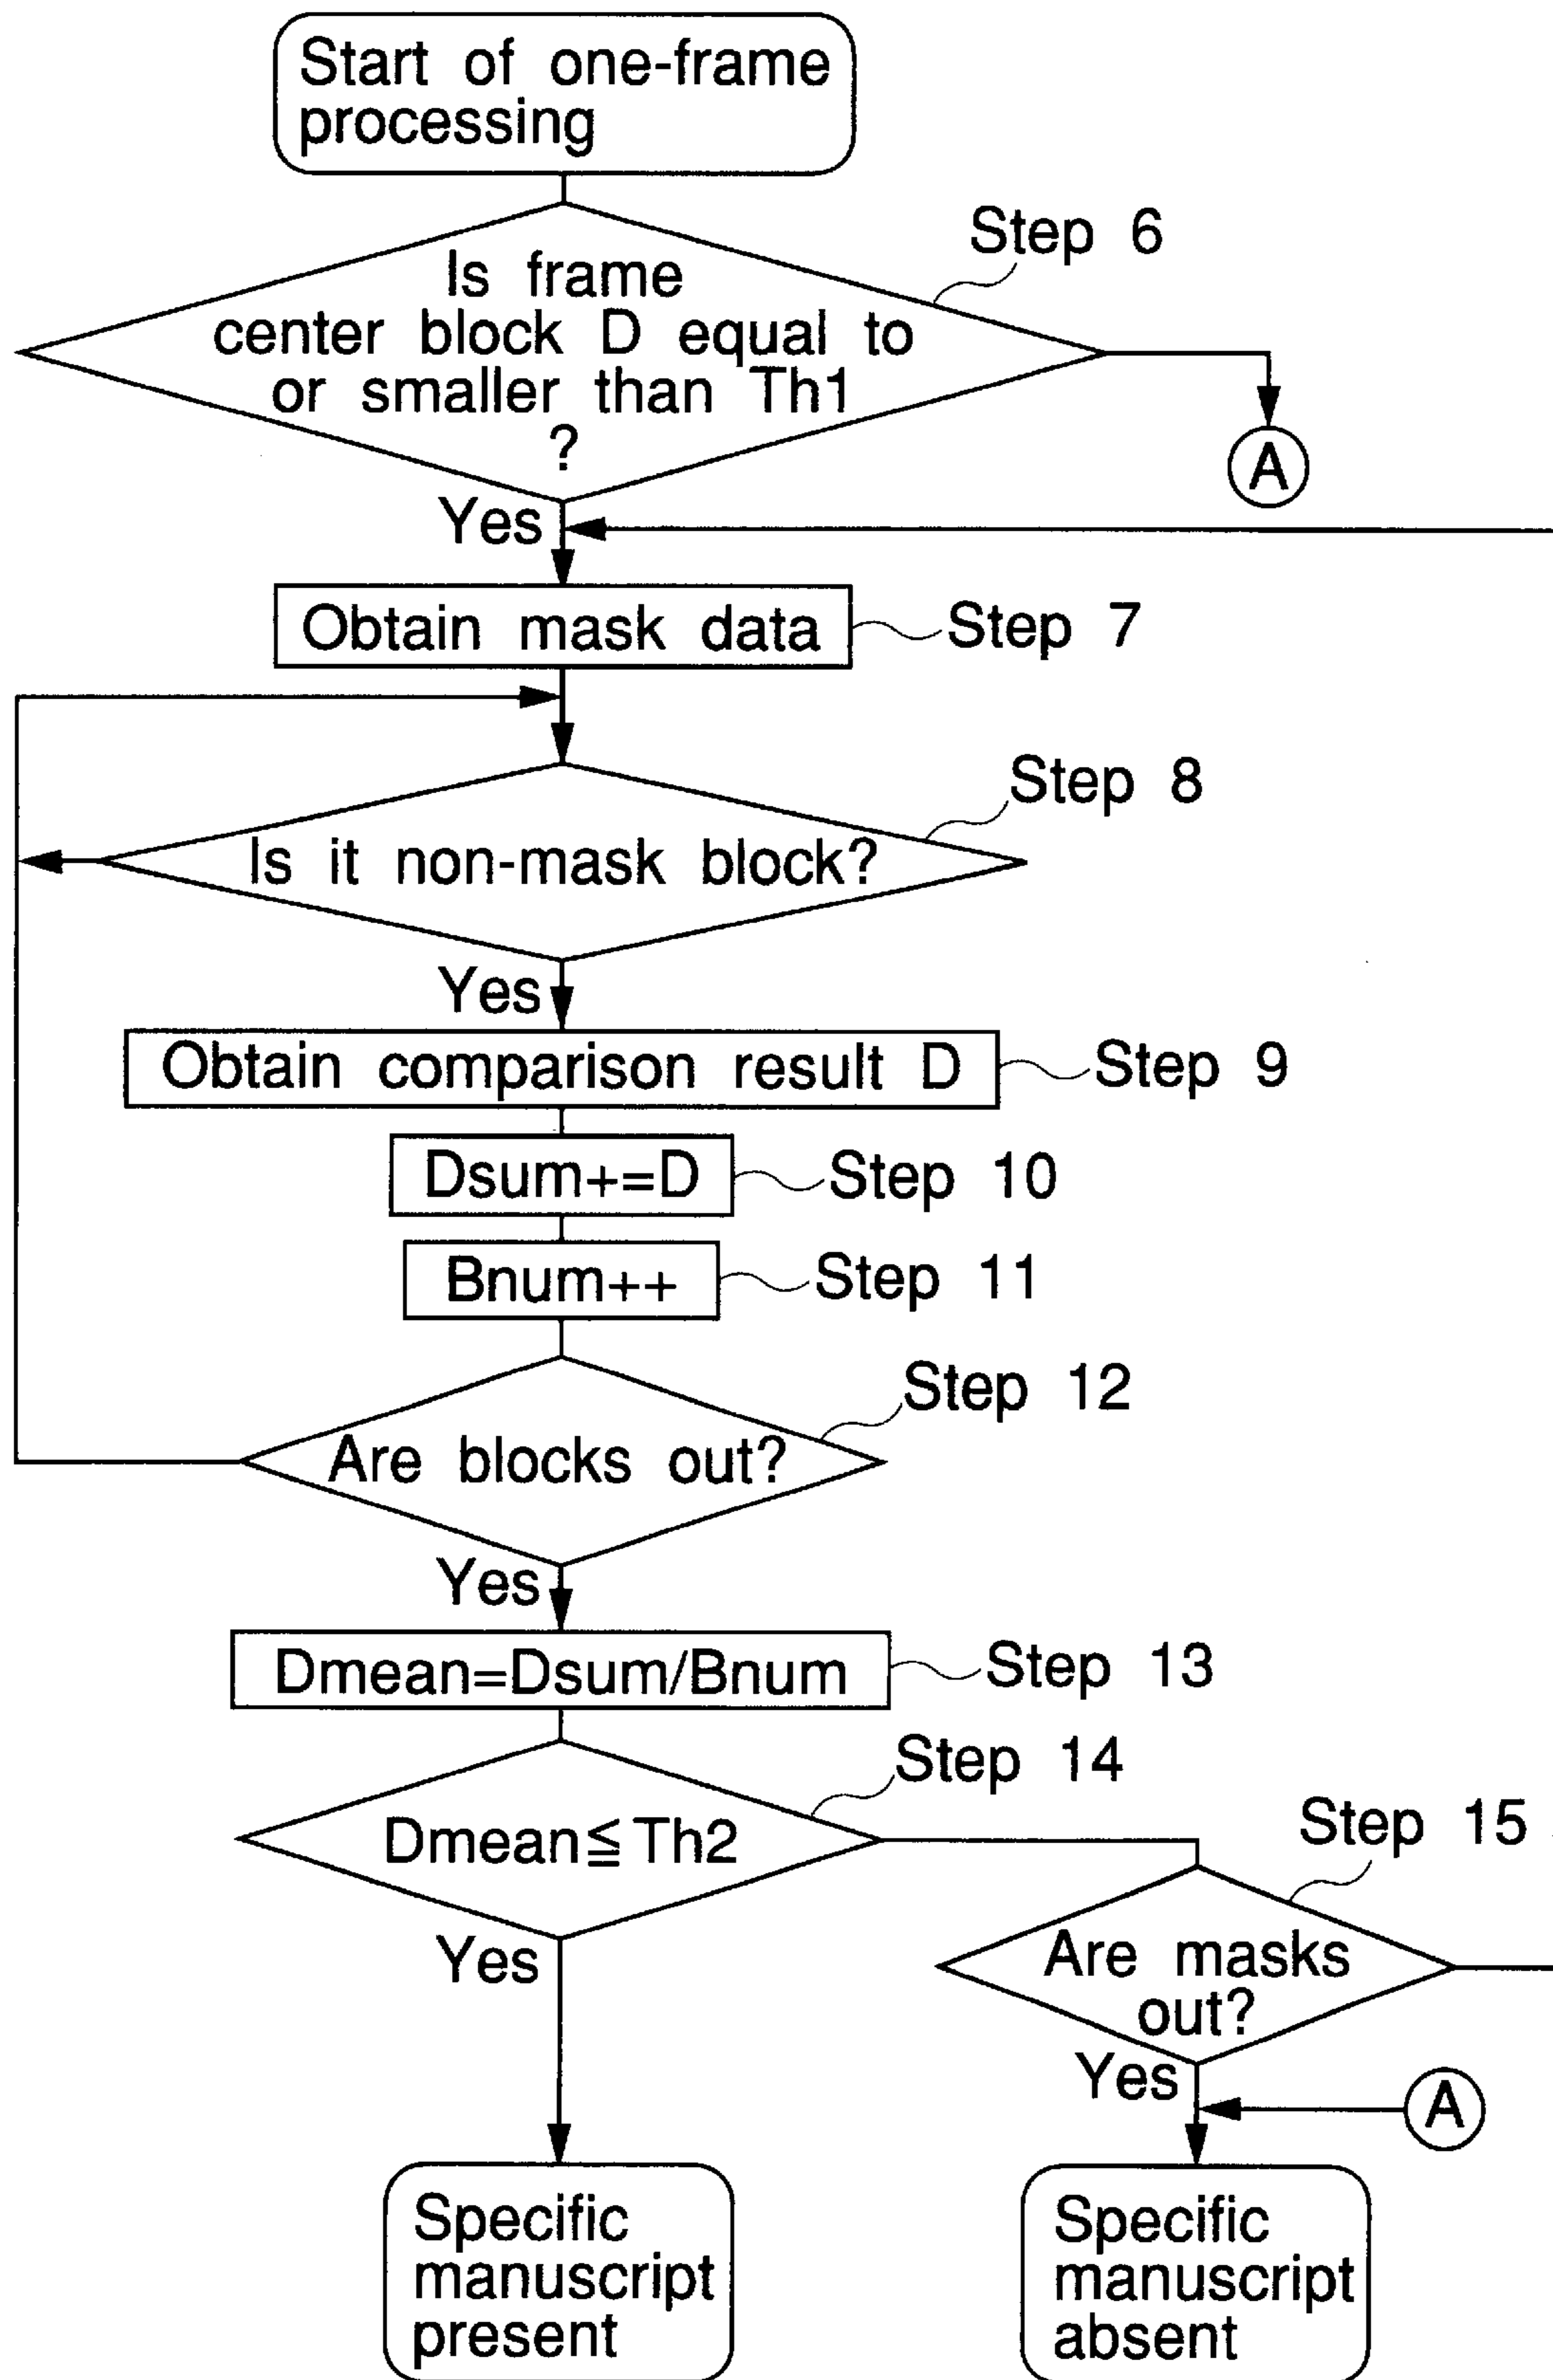 Start of one-frame
processing
Step 6
Is frame
center block D equal to
or smaller than Th1
?
A
Yes
Obtain mask data
Step 7
Step 8
Is it non-mask block?
Yes
Obtain comparison result D
Step 9
Dsum+=D
Step 10
Bnum++
Step 11
Step 12
Are blocks out?
Yes
Dmean=Dsum/Bnum
Step 13
Step 14
Dmean≦Th2
Step 15
Are masks
out?
Yes
Yes
A
Specific
manuscript
present
Specific
manuscript
absent